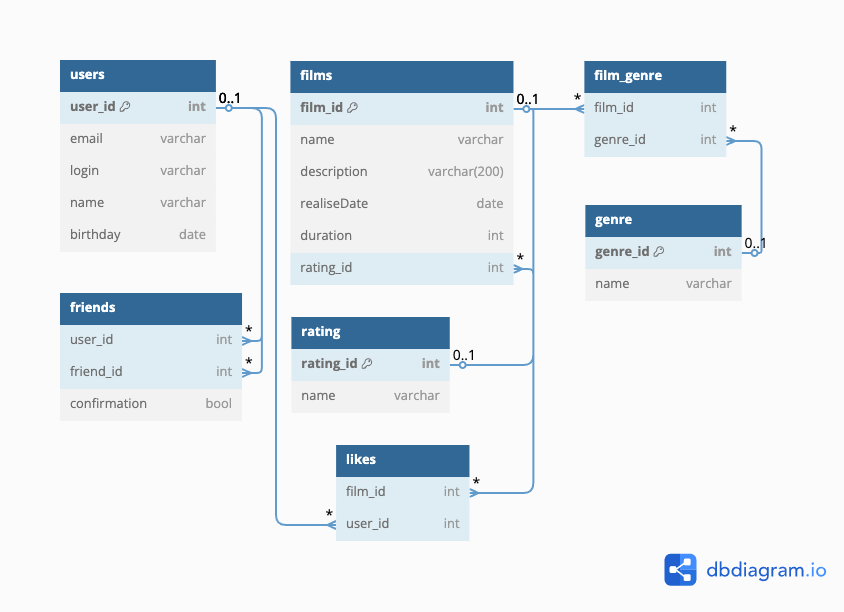 users
user_id int
email varchar
login varchar
name varchar
birthday date
0..1
friends
user_id int
friend_id int
confirmation bool
*
*
films
film_id int
name varchar
description varchar(200)
realiseDate date
duration int
rating_id int
0..1
*
rating
rating_id int
name varchar
0..1
likes
film_id int
user_id int
*
*
film_genre
film_id int
genre_id int
*
*
genre
genre_id int
name varchar
0..1
dbdiagram.io